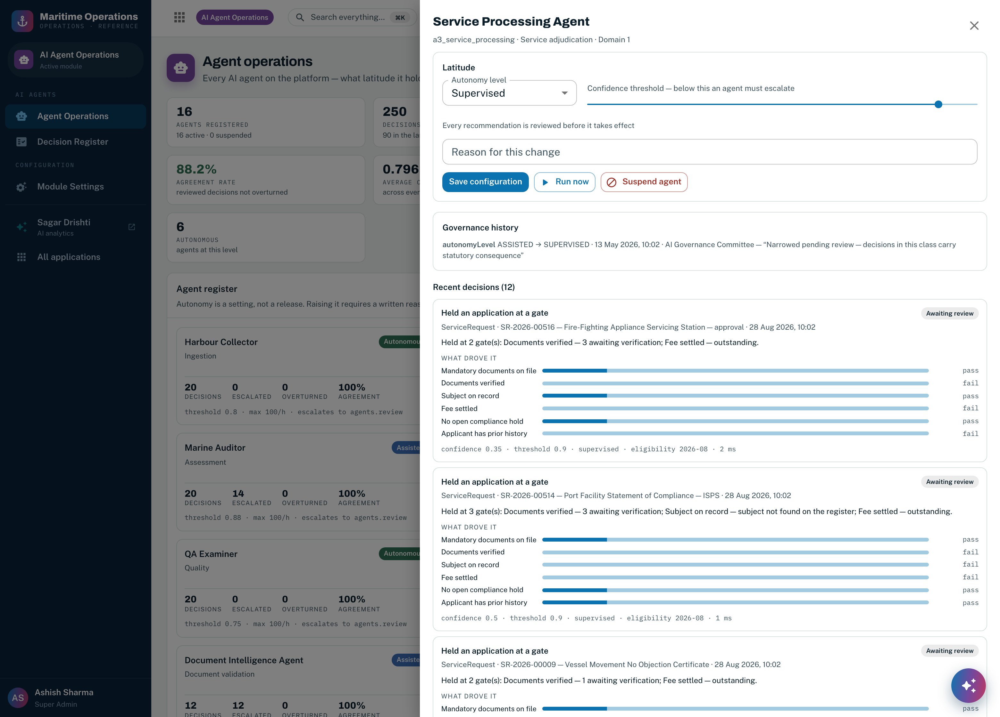 Maritime Operations
OPERATIONS · REFERENCE
AI Agent Operations
Active module
AI AGENTS
Agent Operations
Decision Register
CONFIGURATION
Module Settings
Sagar Drishti
AI analytics
All applications
AS
Ashish Sharma
Super Admin
AI Agent Operations
Search everything...
⌘K
Agent operations
Every AI agent on the platform — what latitude it
16
AGENTS REGISTERED
16 active · 0 suspended
250
DECISIONS
90 in the
88.2%
AGREEMENT RATE
reviewed decisions not overturned
0.796
AVERAGE
across
6
AUTONOMOUS
agents at this level
Agent register
Autonomy is a setting, not a release. Raising it requires a written
Harbour Collector
Ingestion
20 0 0 100%
DECISIONS ESCALATED OVERTURNED AGREEMENT
threshold 0.8 · max 100/h · escalates to agents.review
Marine Auditor
Assessment
20 14 0 100%
DECISIONS ESCALATED OVERTURNED AGREEMENT
threshold 0.88 · max 100/h · escalates to agents.review
QA Examiner
Quality
20 0 0 100%
DECISIONS ESCALATED OVERTURNED AGREEMENT
threshold 0.75 · max 100/h · escalates to agents.review
Document Intelligence Agent
Document validation
12 12 0 100%
DECISIONS ESCALATED OVERTURNED AGREEMENT
Service Processing Agent
a3_service_processing · Service adjudication · Domain 1
Latitude
Autonomy level
Supervised
Confidence threshold — below this an agent must escalate
Every recommendation is reviewed before it takes effect
Reason for this change
Save configuration
Run now
Suspend agent
Governance history
autonomyLevel ASSISTED → SUPERVISED · 13 May 2026, 10:02 · AI Governance Committee — “Narrowed pending review — decisions in this class carry
statutory consequence”
Recent decisions (12)
Held an application at a gate
Awaiting review
ServiceRequest · SR-2026-00516 — Fire-Fighting Appliance Servicing Station — approval · 28 Aug 2026, 10:02
Held at 2 gate(s): Documents verified — 3 awaiting verification; Fee settled — outstanding.
WHAT DROVE IT
Mandatory documents on file pass
Documents verified fail
Subject on record pass
Fee settled fail
No open compliance hold pass
Applicant has prior history fail
confidence 0.35 · threshold 0.9 · supervised · eligibility 2026-08 · 2 ms
Held an application at a gate
Awaiting review
ServiceRequest · SR-2026-00514 — Port Facility Statement of Compliance — ISPS · 28 Aug 2026, 10:02
Held at 3 gate(s): Documents verified — 3 awaiting verification; Subject on record — subject not found on the register; Fee settled — outstanding.
WHAT DROVE IT
Mandatory documents on file pass
Documents verified fail
Subject on record fail
Fee settled fail
No open compliance hold pass
Applicant has prior history pass
confidence 0.5 · threshold 0.9 · supervised · eligibility 2026-08 · 1 ms
Held an application at a gate
Awaiting review
ServiceRequest · SR-2026-00009 — Vessel Movement No Objection Certificate · 28 Aug 2026, 10:02
Held at 2 gate(s): Documents verified — 1 awaiting verification; Fee settled — outstanding.
WHAT DROVE IT
Mandatory documents on file pass